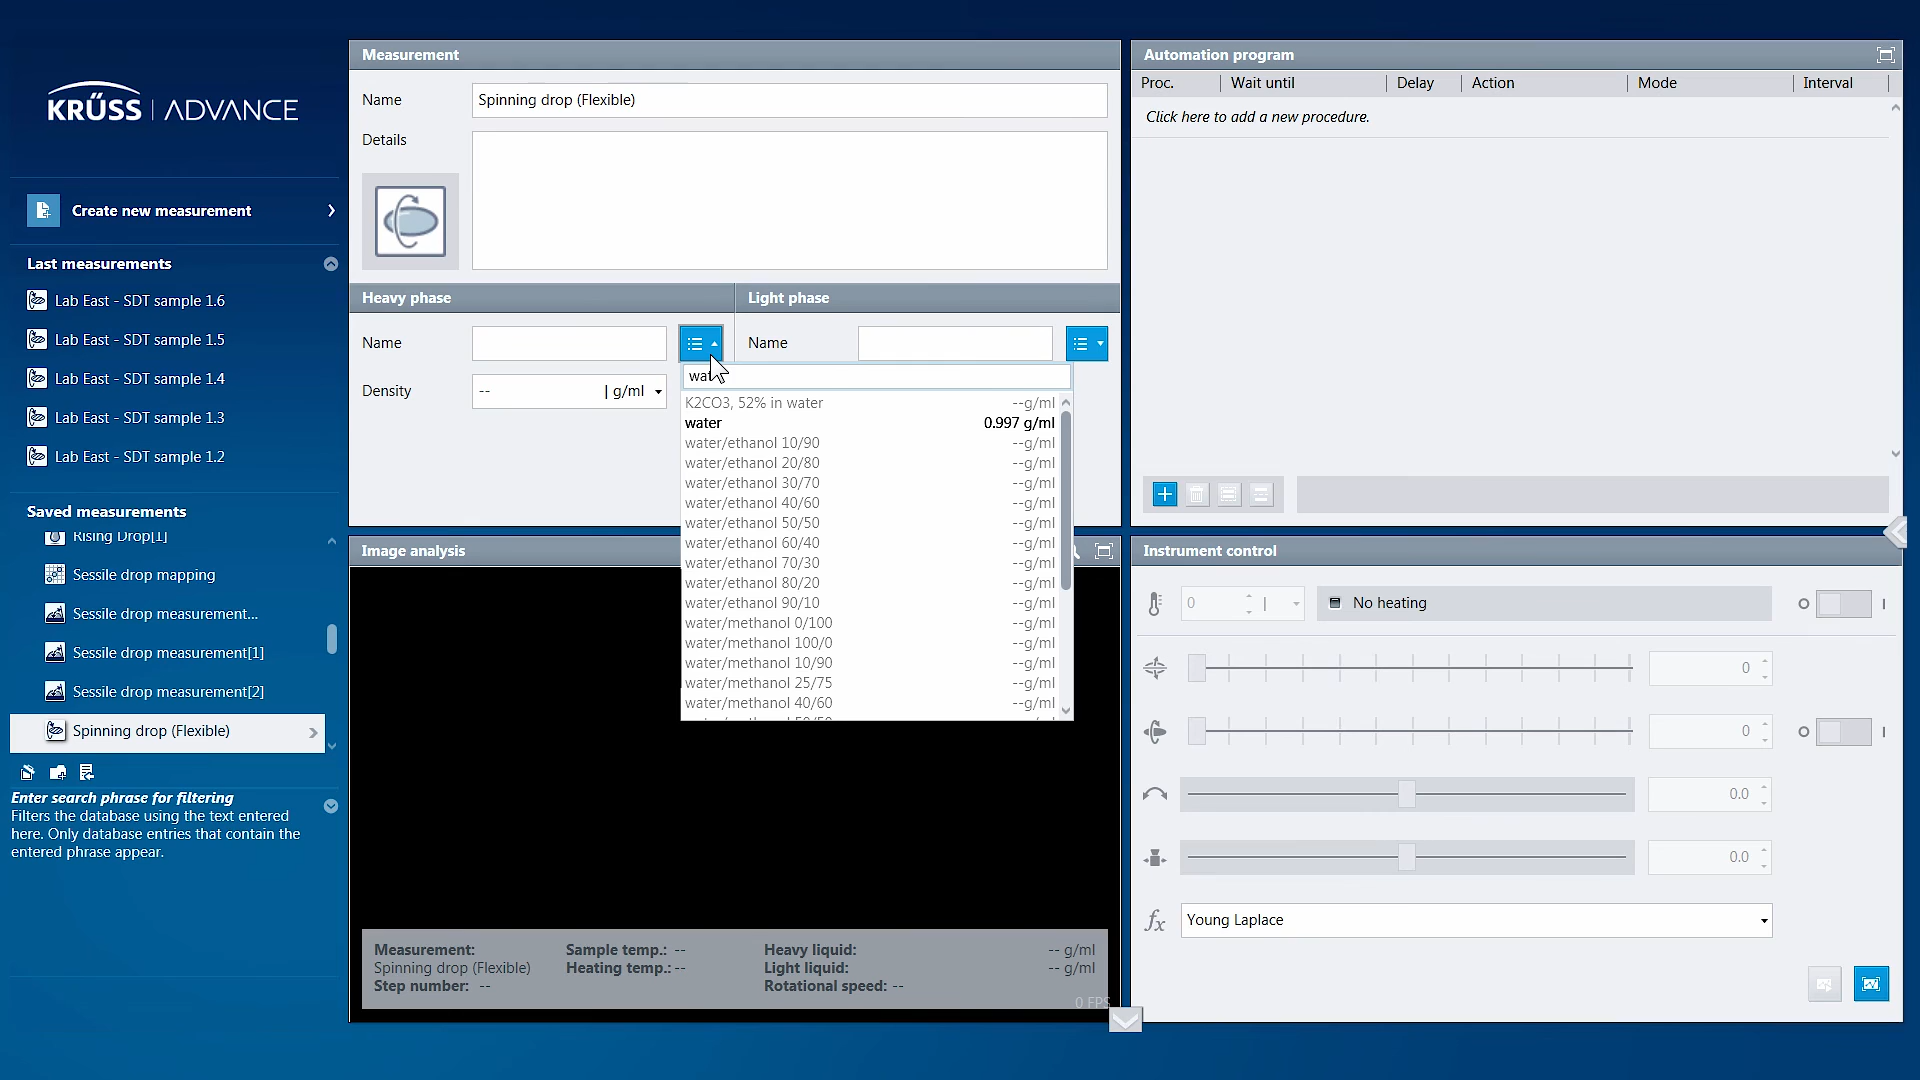 KRÜSS | ADVANCE
Create new measurement
Last measurements
Lab East - SDT sample 1.6
Lab East - SDT sample 1.5
Lab East - SDT sample 1.4
Lab East - SDT sample 1.3
Lab East - SDT sample 1.2
Saved measurements
Rising Drop[1]
Sessile drop mapping
Sessile drop measurement...
Sessile drop measurement[1]
Sessile drop measurement[2]
Spinning drop (Flexible)
Enter search phrase for filtering
Filters the database using the text entered
here. Only database entries that contain the
entered phrase appear.
Measurement
Name
Spinning drop (Flexible)
Details
Heavy phase
Light phase
Name
Name
Density
-- | g/ml
K2CO3, 52% in water --g/ml
water 0.997 g/ml
water/ethanol 10/90 --g/ml
water/ethanol 20/80 --g/ml
water/ethanol 30/70 --g/ml
water/ethanol 40/60 --g/ml
water/ethanol 50/50 --g/ml
water/ethanol 60/40 --g/ml
water/ethanol 70/30 --g/ml
water/ethanol 80/20 --g/ml
water/ethanol 90/10 --g/ml
water/methanol 0/100 --g/ml
water/methanol 100/0 --g/ml
water/methanol 10/90 --g/ml
water/methanol 25/75 --g/ml
water/methanol 40/60 --g/ml
Image analysis
Measurement: Sample temp.: -- Heavy liquid: -- g/ml
Spinning drop (Flexible) Heating temp.: -- Light liquid: -- g/ml
Step number: -- Rotational speed: --
0 FPS
Automation program
Proc. Wait until Delay Action Mode Interval
Click here to add a new procedure.
Instrument control
0 | No heating O I
0
0 O I
0.0
0.0
fx Young Laplace